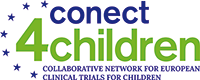 conect
4children
COLLABORATIVE NETWORK FOR EUROPEAN
CLINICAL TRIALS FOR CHILDREN